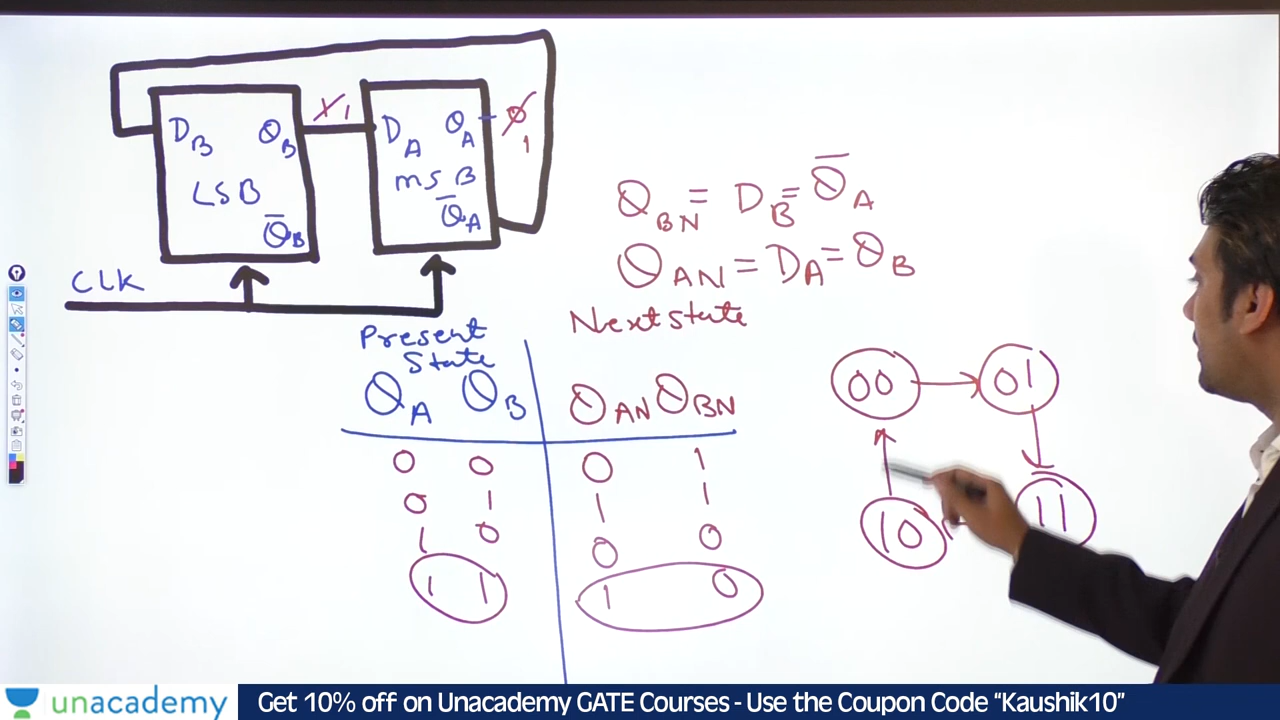 D_B Q_B
LSB
Q̅_B
X 1
D_A Q_A
MSB
Q̅_A
0
1
CLK
Q_BN = D_B = Q̅_A
Q_AN = D_A = Q_B
Present
State
Next state
Q_A Q_B Q_AN Q_BN
0 0 0 1
0 1 1 1
1 0 0 0
1 1 1 0
00 01
10 11
unacademy
Get 10% off on Unacademy GATE Courses - Use the Coupon Code “Kaushik10”